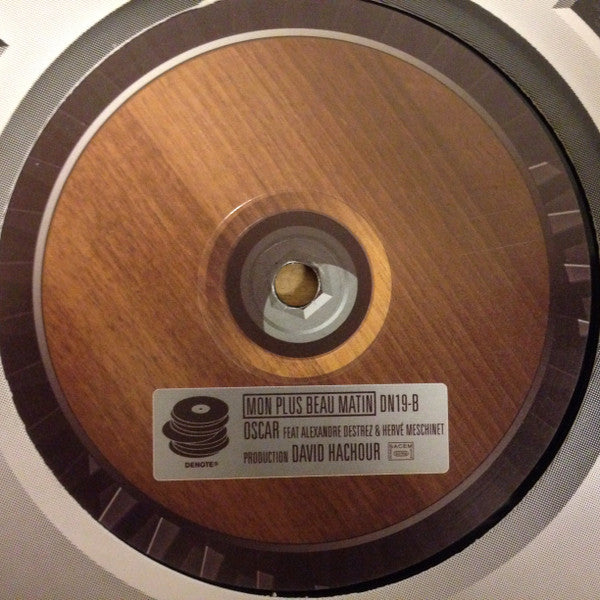 MON PLUS BEAU MATIN DN19-B
OSCAR FEAT ALEXANDRE DESTREZ & HERVÉ MESCHINET
PRODUCTION DAVID HACHOUR SACEM
DENOTE®